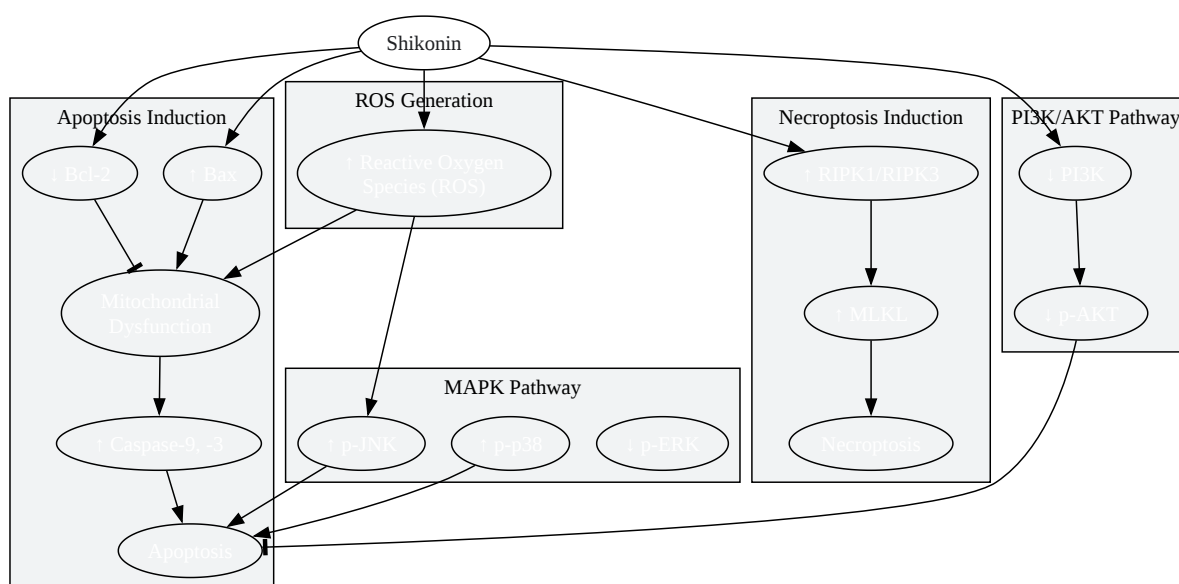 Shikonin
ROS Generation
Apoptosis Induction
Necroptosis Induction
PI3K/AKT Pathway
↓ Bcl-2
↑ Bax
↑ Reactive Oxygen
Species (ROS)
↑ RIPK1/RIPK3
↓ PI3K
Mitochondrial
Dysfunction
↑ MLKL
↓ p-AKT
MAPK Pathway
↑ Caspase-9, -3
↑ p-JNK
↑ p-p38
↓ p-ERK
Necroptosis
Apoptosis